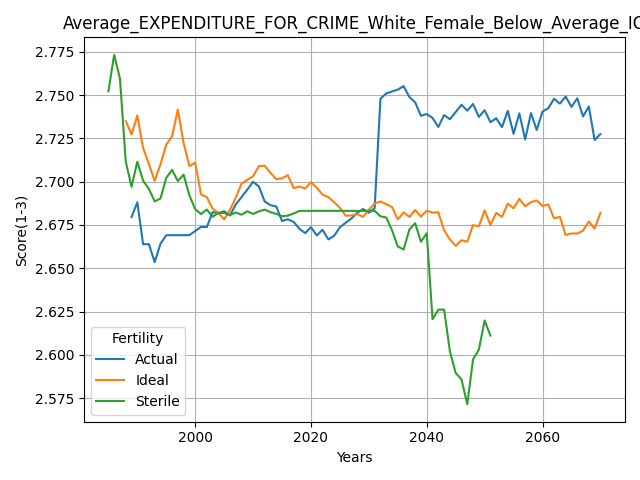 Average_EXPENDITURE_FOR_CRIME_White_Female_Below_Average_IQ
2.775
2.750
2.725
2.700
2.675
2.650
2.625
2.600
2.575
Score(1-3)
Fertility
Actual
Ideal
Sterile
2000
2020
2040
2060
Years